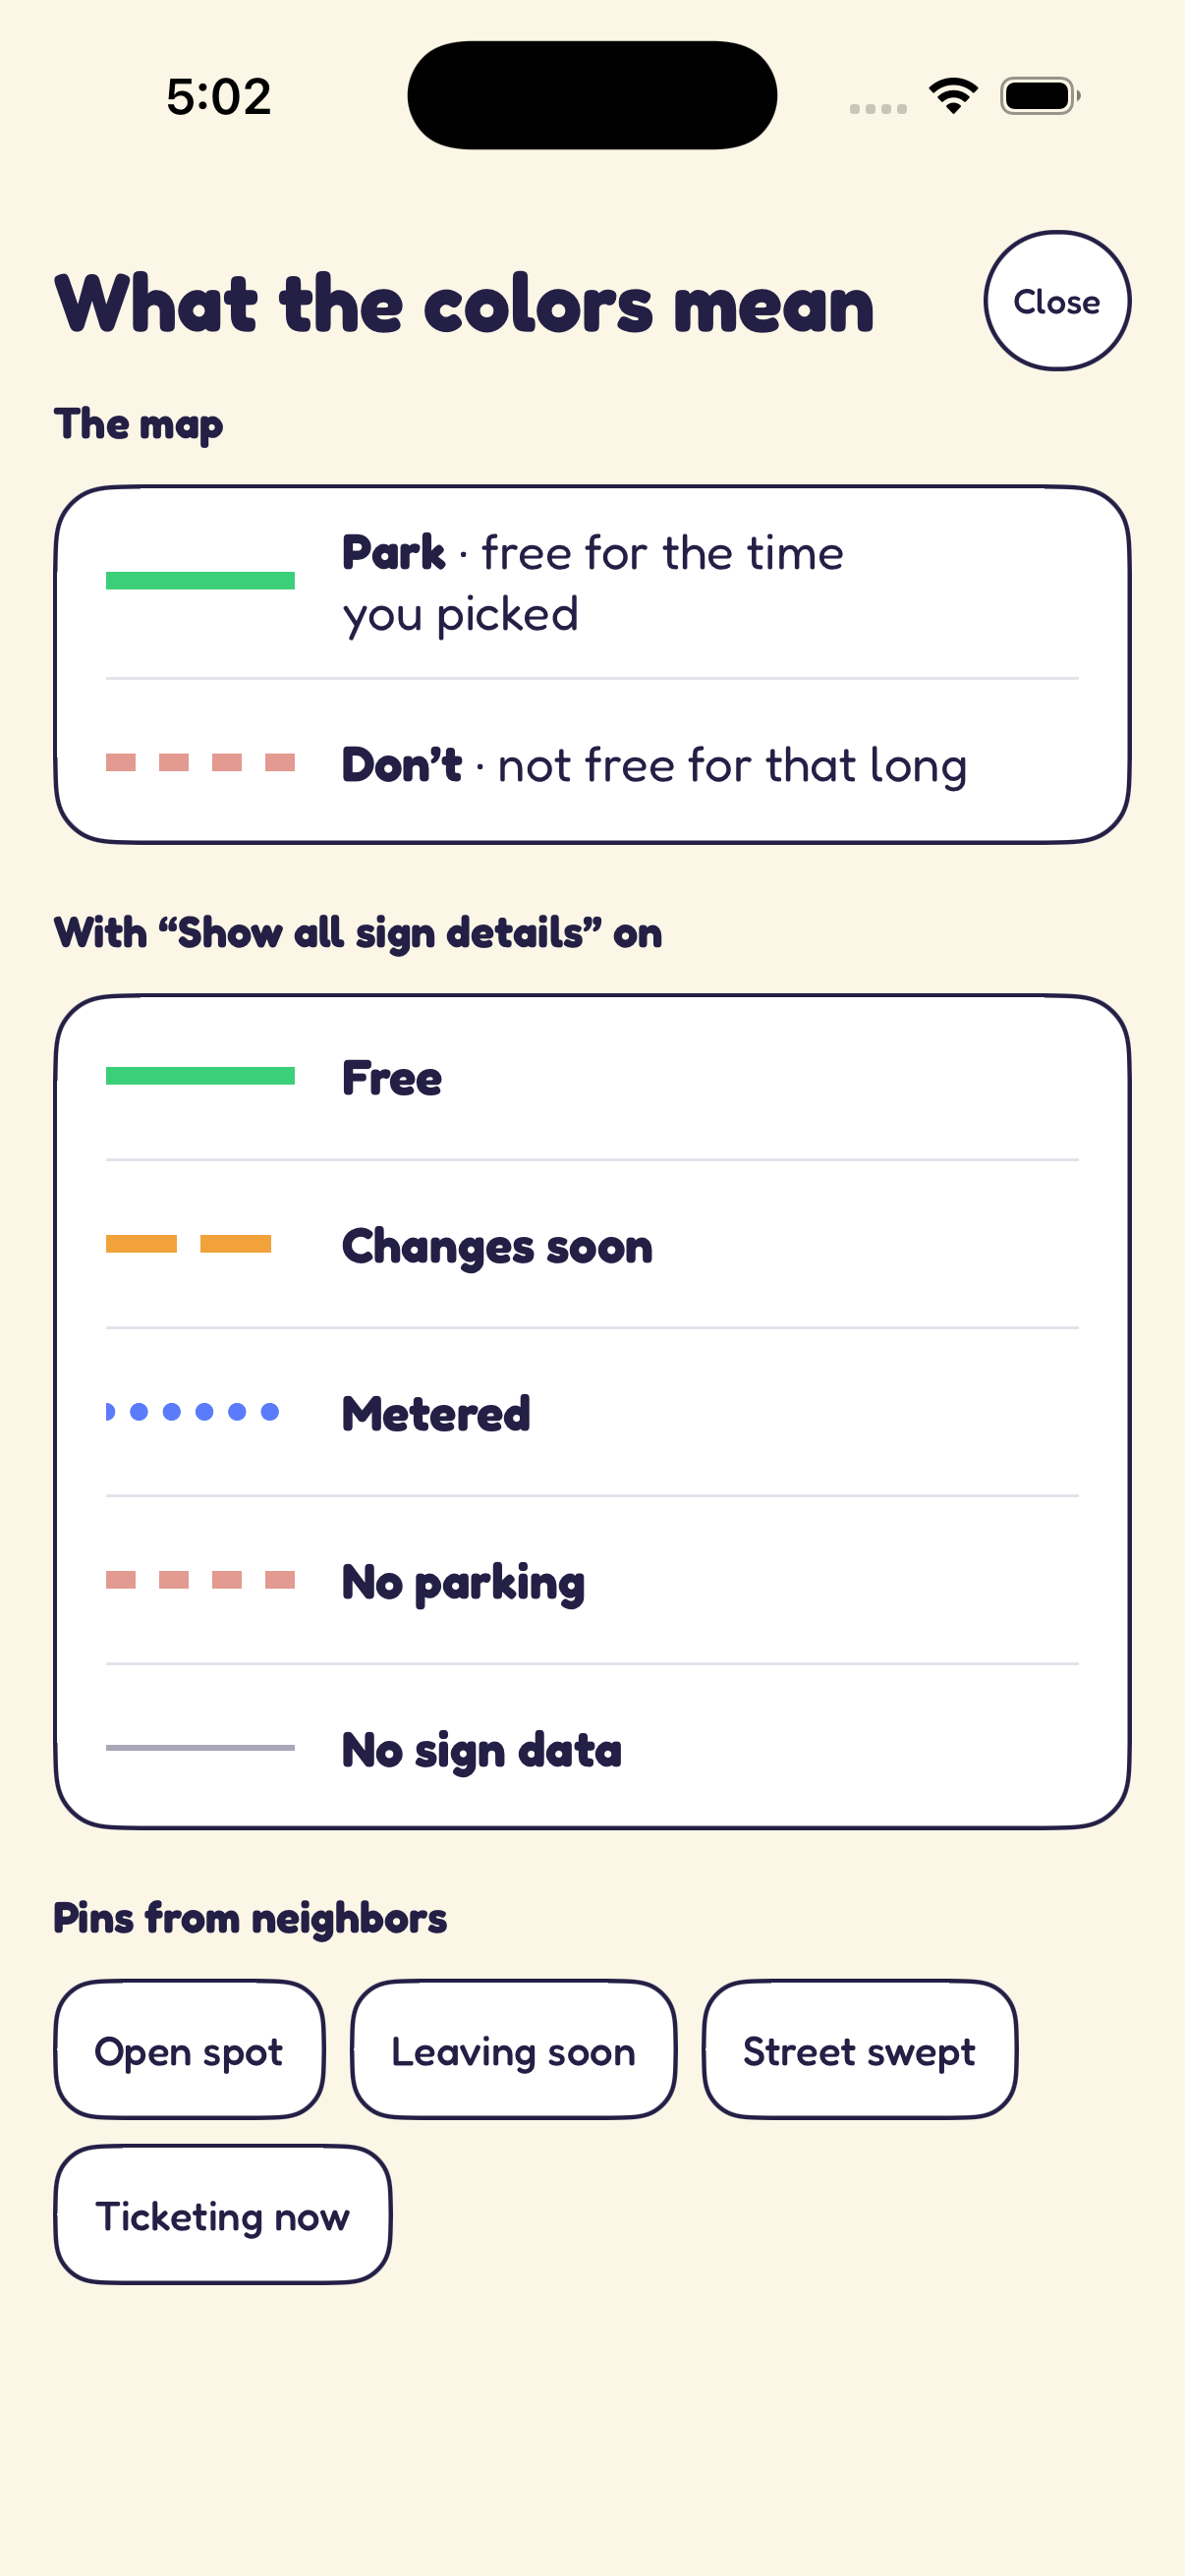 5:02
What the colors mean
Close
The map
Park · free for the time
you picked
Don’t · not free for that long
With “Show all sign details” on
Free
Changes soon
Metered
No parking
No sign data
Pins from neighbors
Open spot
Leaving soon
Street swept
Ticketing now